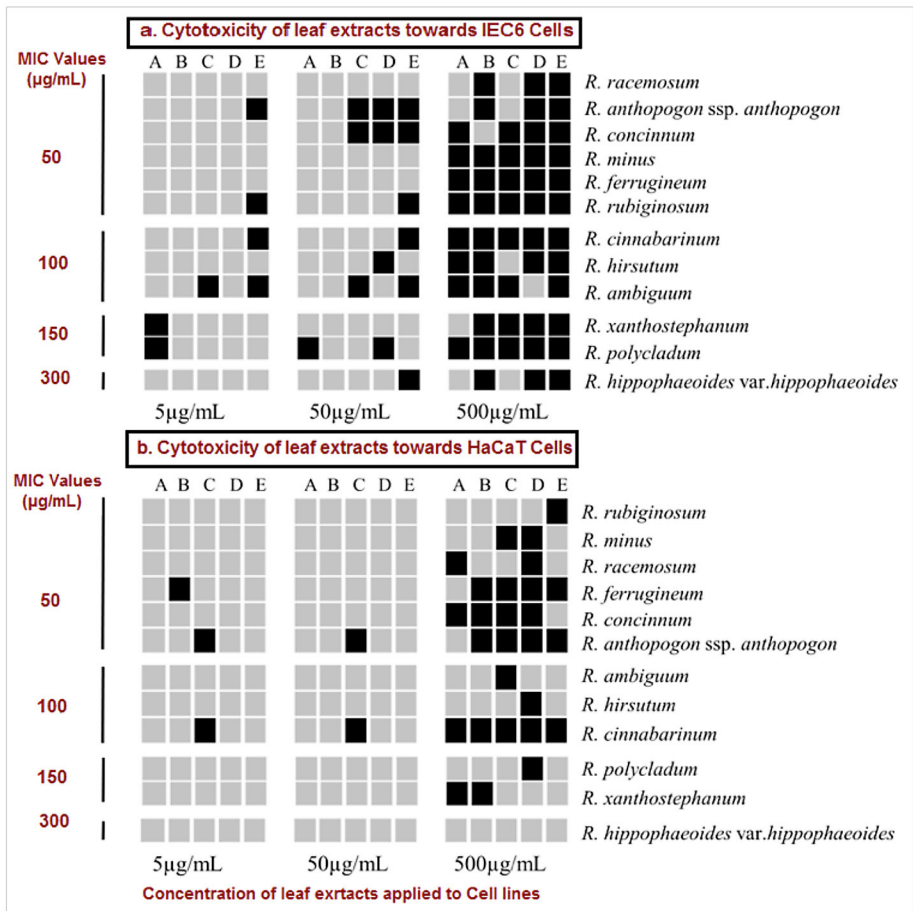 a. Cytotoxicity of leaf extracts towards IEC6 Cells
MIC Values
(µg/mL)
A B C D E A B C D E A B C D E
R. racemosum
R. anthopogon ssp. anthopogon
R. concinnum
50
R. minus
R. ferrugineum
R. rubiginosum
R. cinnabarinum
100
R. hirsutum
R. ambiguum
R. xanthostephanum
150
R. polycladum
300
R. hippophaeoides var.hippophaeoides
5µg/mL 50µg/mL 500µg/mL
b. Cytotoxicity of leaf extracts towards HaCaT Cells
MIC Values
(µg/mL)
A B C D E A B C D E A B C D E
R. rubiginosum
R. minus
R. racemosum
50
R. ferrugineum
R. concinnum
R. anthopogon ssp. anthopogon
R. ambiguum
100
R. hirsutum
R. cinnabarinum
R. polycladum
150
R. xanthostephanum
300
R. hippophaeoides var.hippophaeoides
5µg/mL 50µg/mL 500µg/mL
Concentration of leaf exrtacts applied to Cell lines